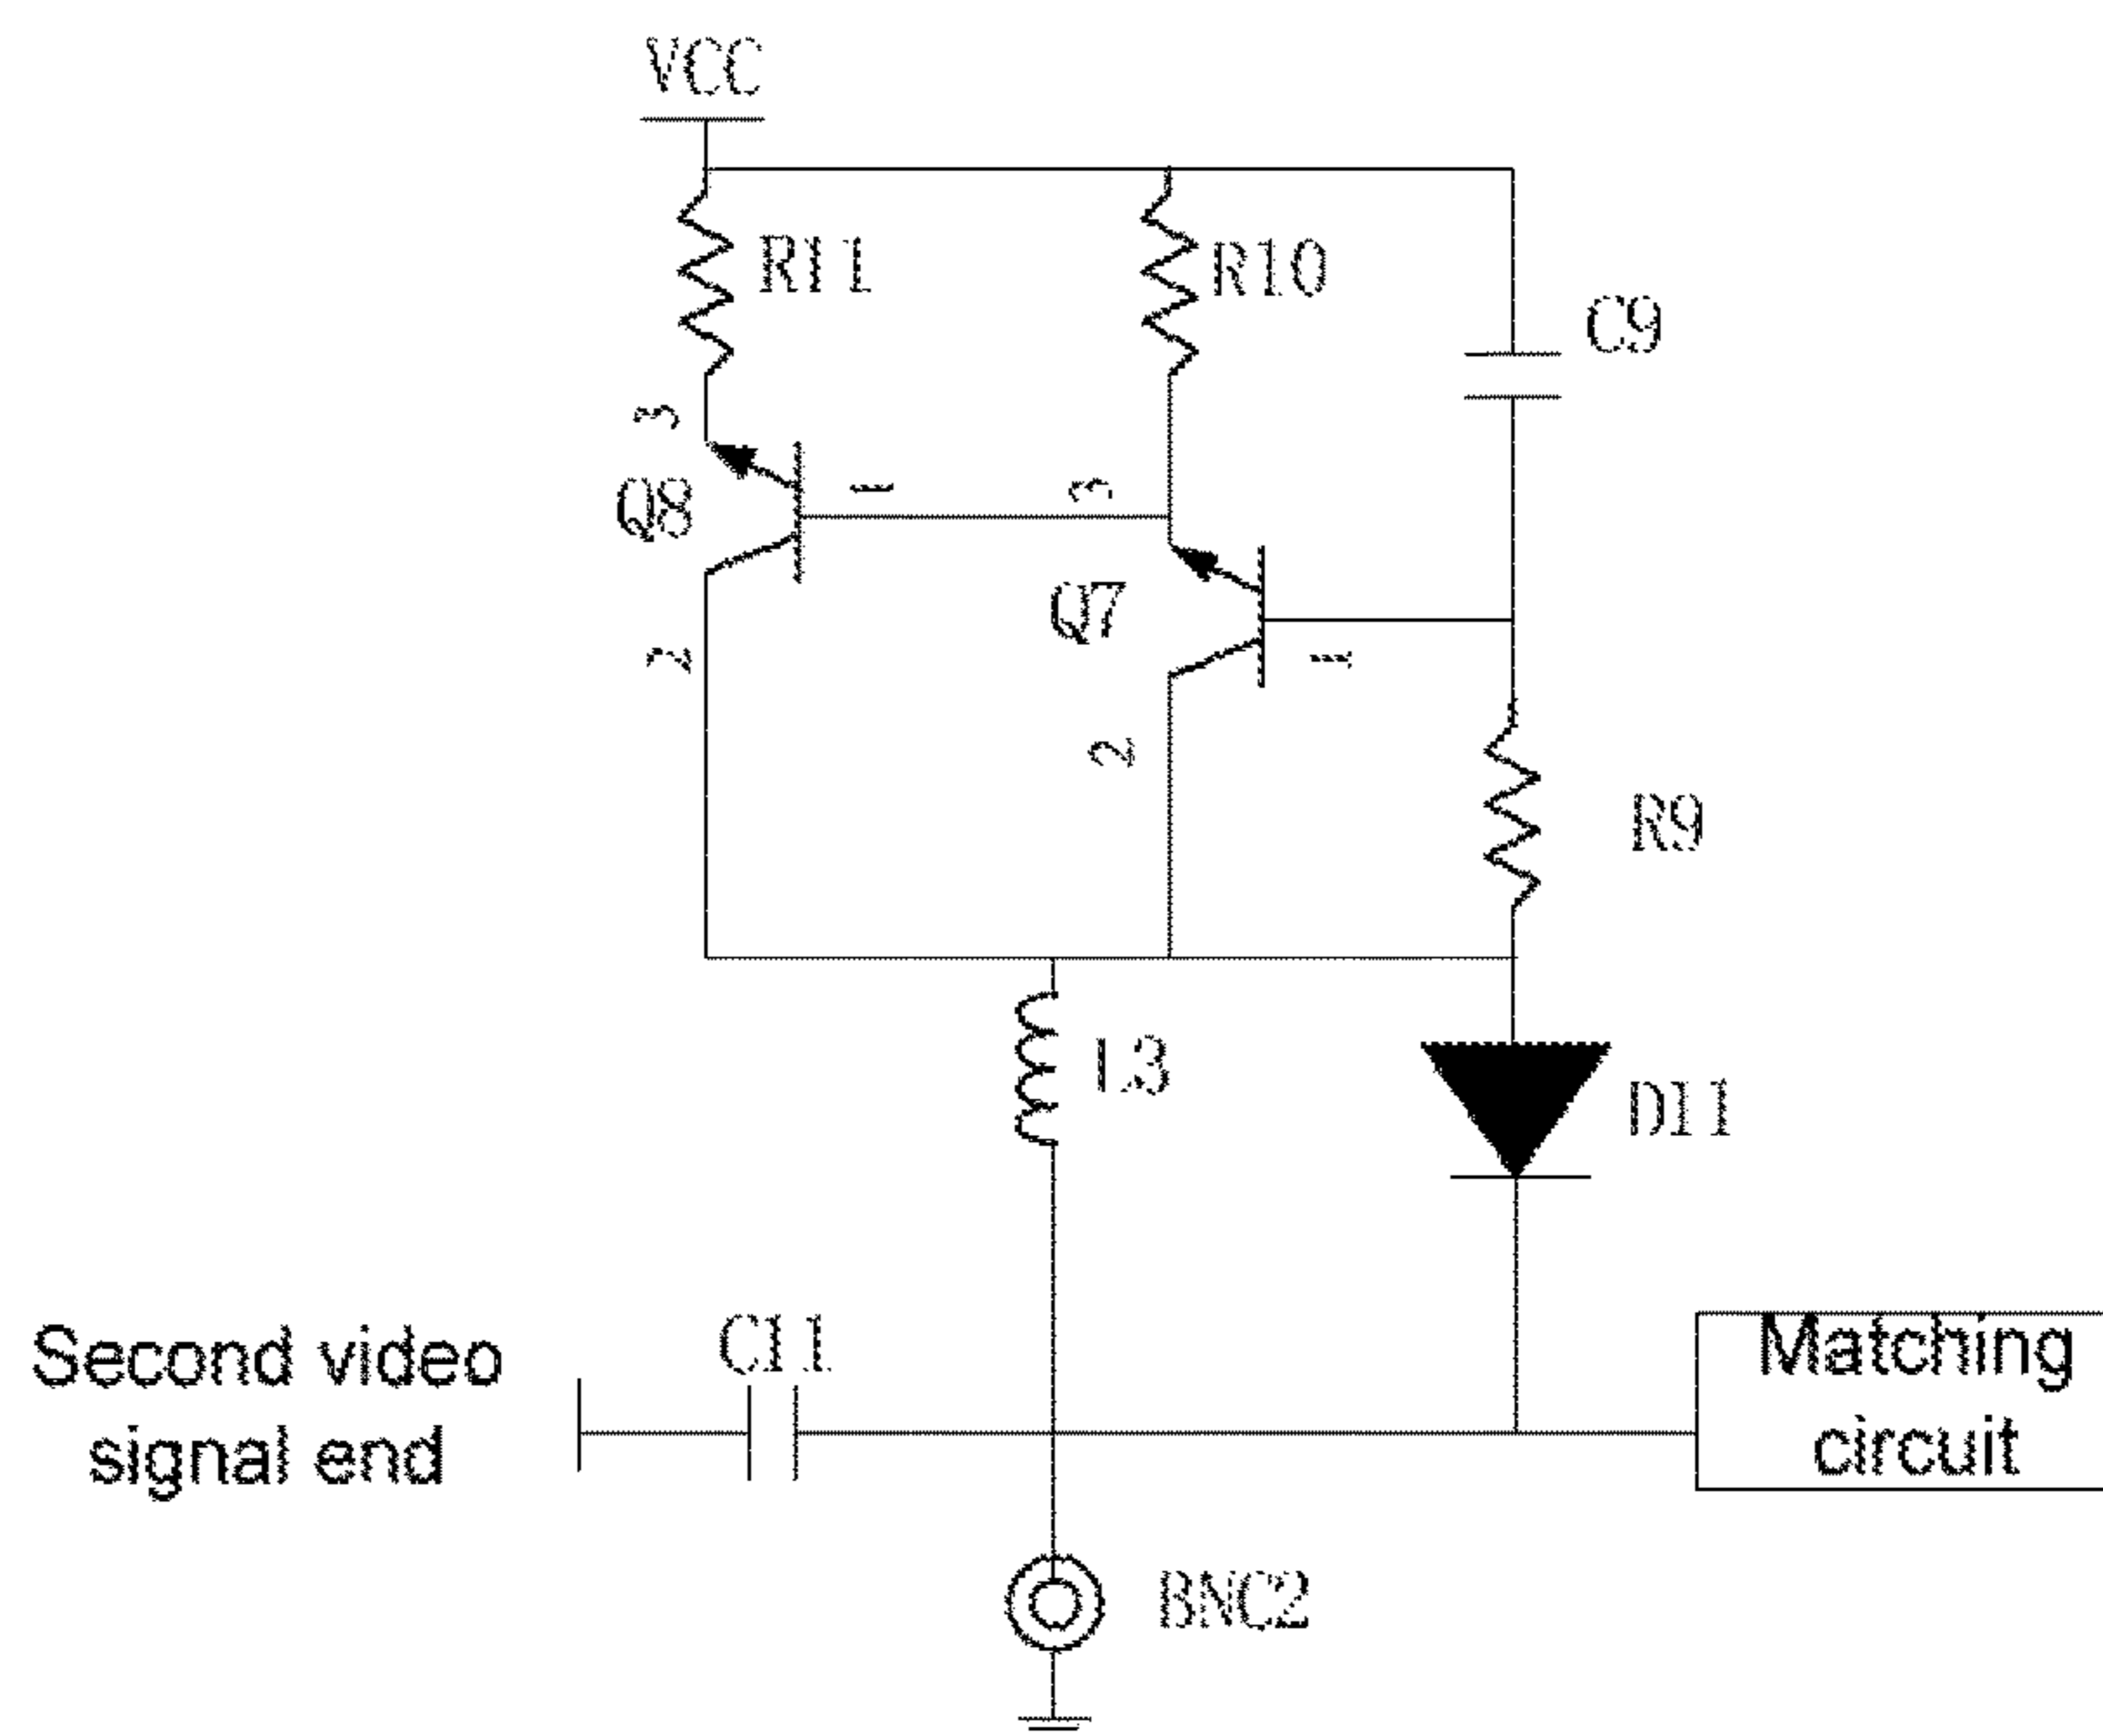 VCC
R11
R10
C9
3
Q8
1
3
Q7
1
2
2
R9
L3
D11
Second video
signal end
C11
Matching
circuit
BNC2